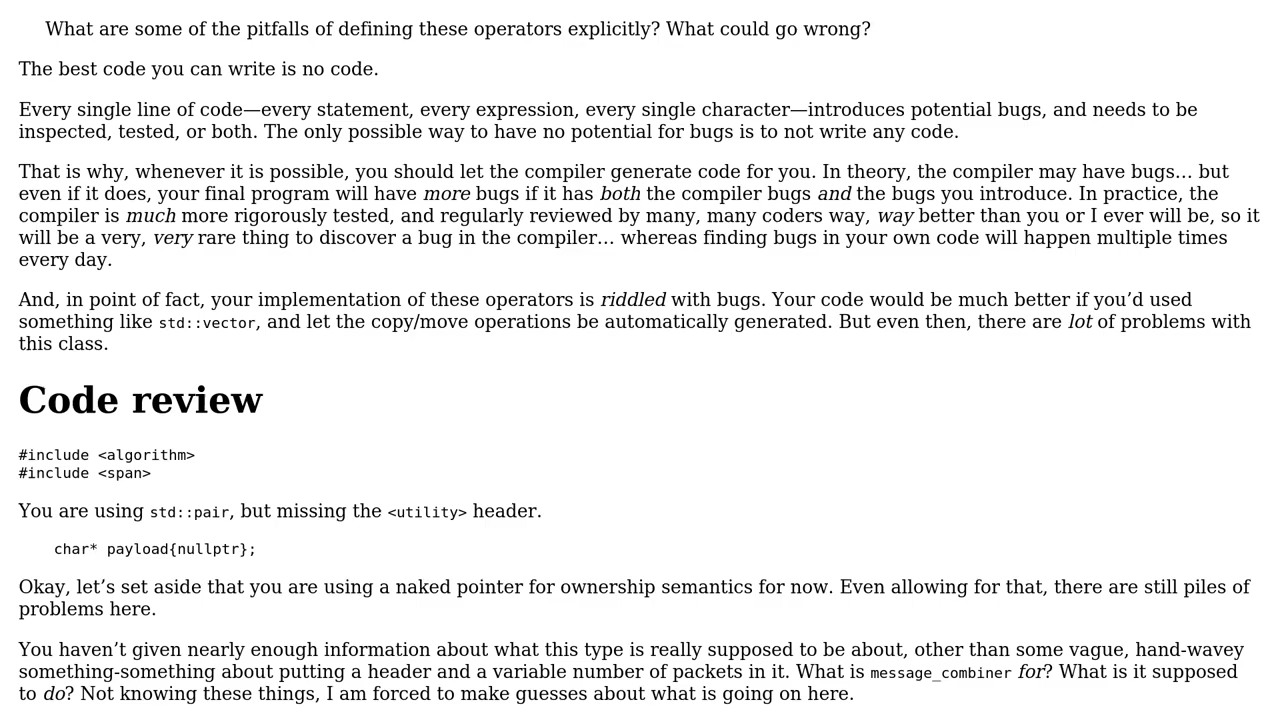 What are some of the pitfalls of defining these operators explicitly? What could go wrong?
The best code you can write is no code.
Every single line of code—every statement, every expression, every single character—introduces potential bugs, and needs to be
inspected, tested, or both. The only possible way to have no potential for bugs is to not write any code.
That is why, whenever it is possible, you should let the compiler generate code for you. In theory, the compiler may have bugs… but
even if it does, your final program will have more bugs if it has both the compiler bugs and the bugs you introduce. In practice, the
compiler is much more rigorously tested, and regularly reviewed by many, many coders way, way better than you or I ever will be, so it
will be a very, very rare thing to discover a bug in the compiler… whereas finding bugs in your own code will happen multiple times
every day.
And, in point of fact, your implementation of these operators is riddled with bugs. Your code would be much better if you’d used
something like std::vector, and let the copy/move operations be automatically generated. But even then, there are lot of problems with
this class.
Code review
#include <algorithm>
#include <span>
You are using std::pair, but missing the <utility> header.
char* payload{nullptr};
Okay, let’s set aside that you are using a naked pointer for ownership semantics for now. Even allowing for that, there are still piles of
problems here.
You haven’t given nearly enough information about what this type is really supposed to be about, other than some vague, hand-wavey
something-something about putting a header and a variable number of packets in it. What is message_combiner for? What is it supposed
to do? Not knowing these things, I am forced to make guesses about what is going on here.